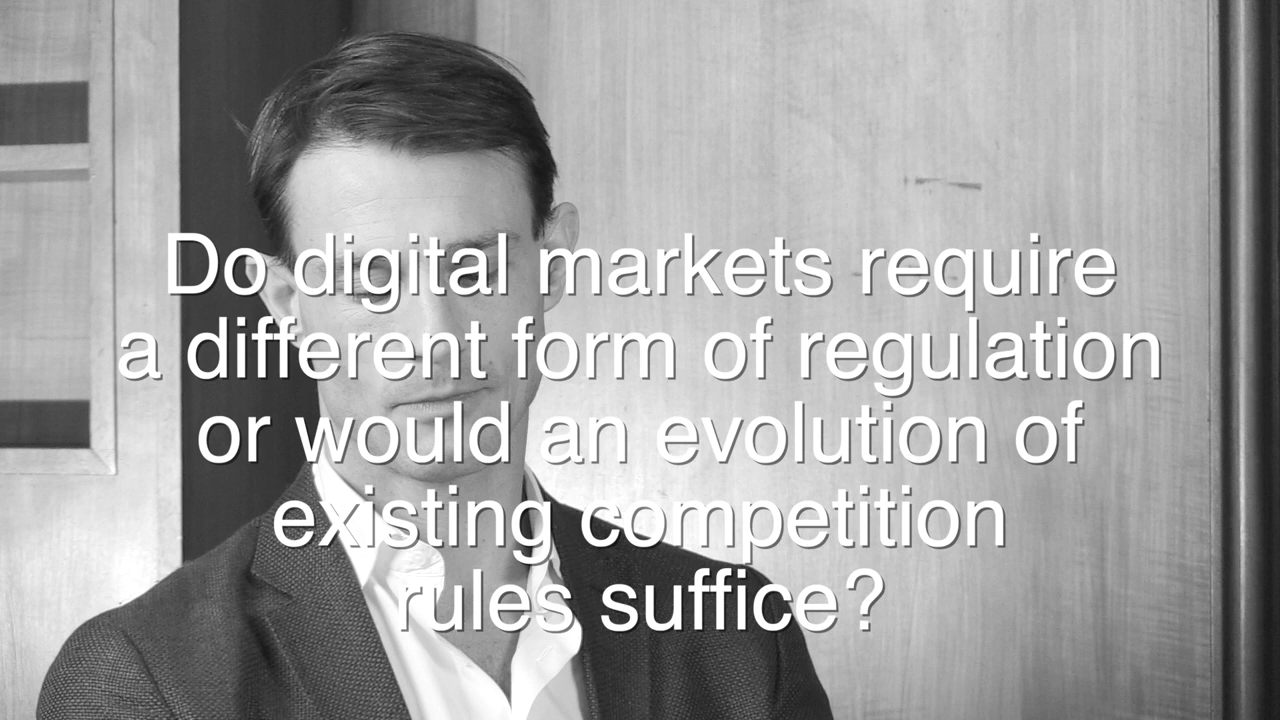 Do digital markets require
a different form of regulation
or would an evolution of
existing competition
rules suffice?